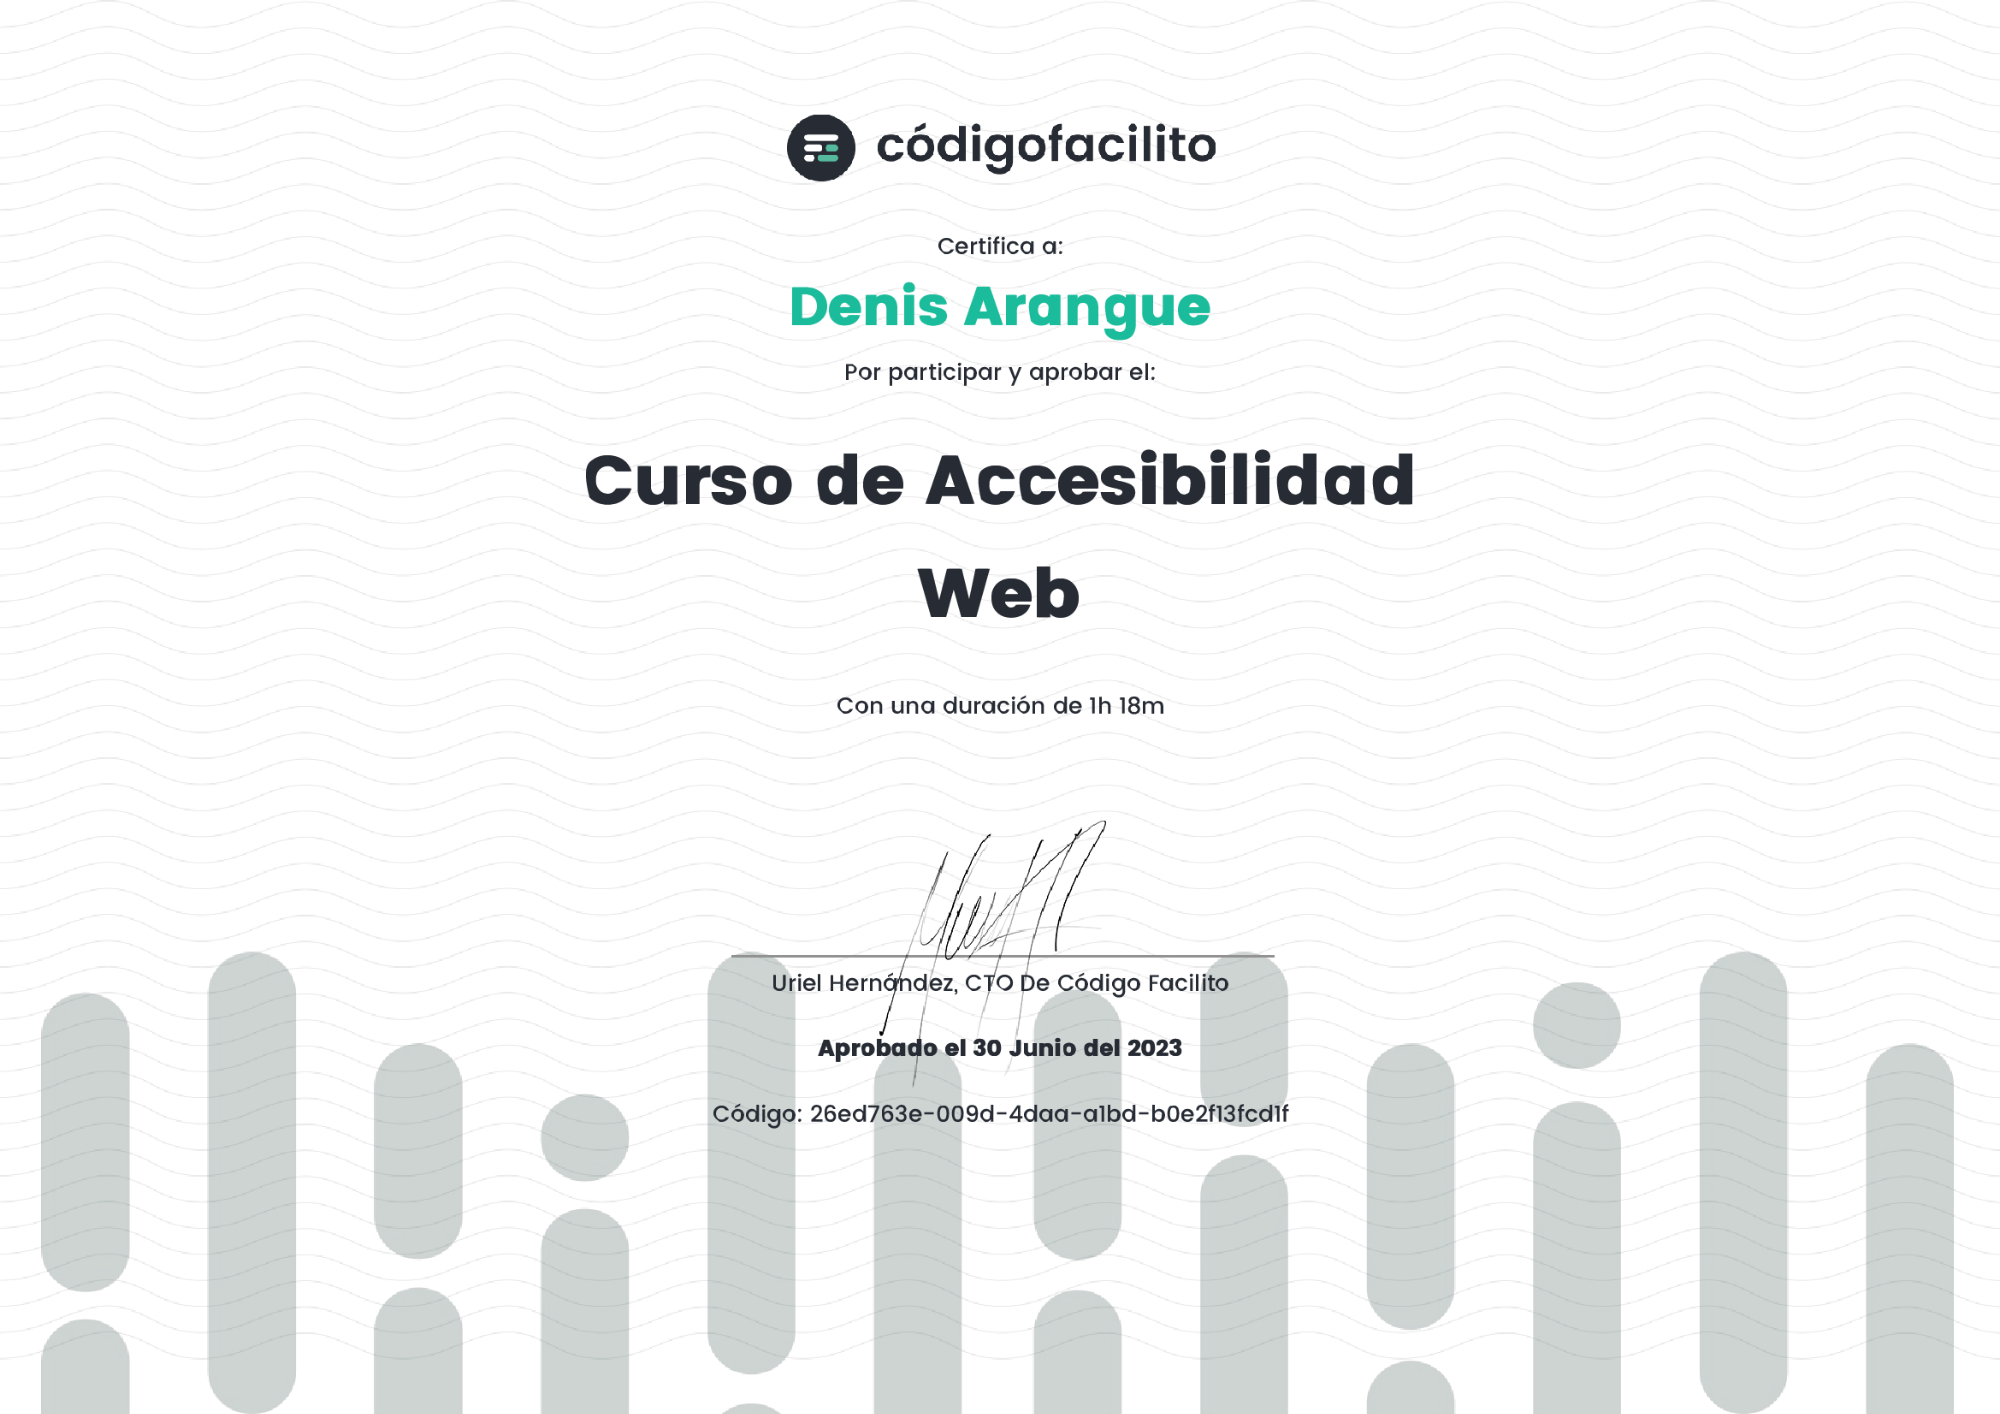 códigofacilito
Certifica a:
Denis Arangue
Por participar y aprobar el:
Curso de Accesibilidad
Web
Con una duración de 1h 18m
Uriel Hernández, CTO De Código Facilito
Aprobado el 30 Junio del 2023
Código: 26ed763e-009d-4daa-a1bd-b0e2f13fcd1f